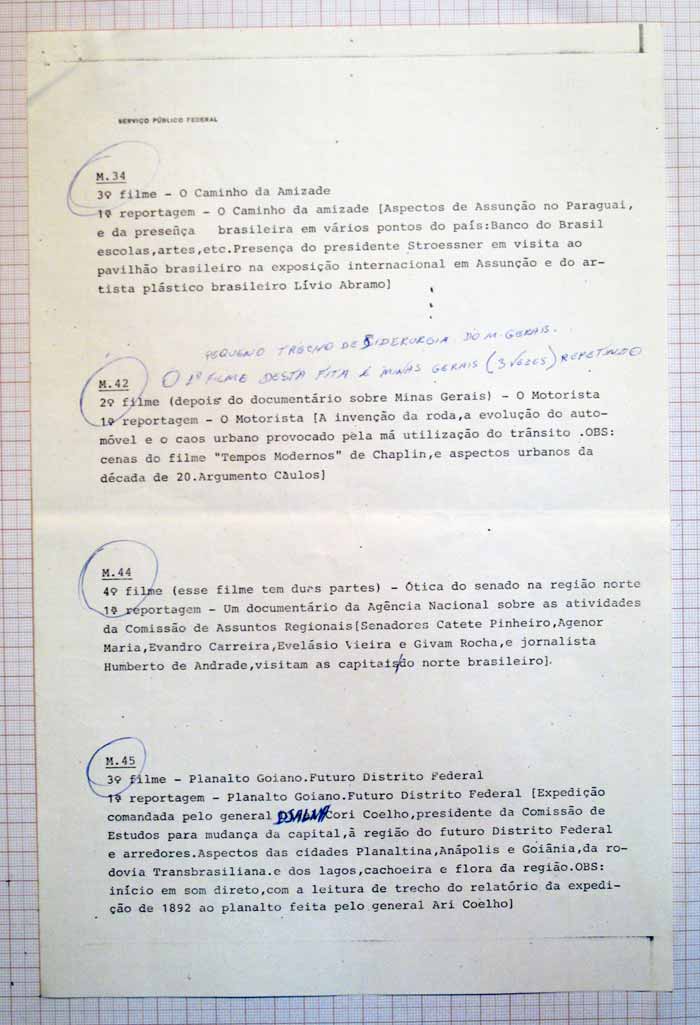 SERVIÇO PÚBLICO FEDERAL
M.34
3º filme - O Caminho da Amizade
1º reportagem - O Caminho da amizade [Aspectos de Assunção no Paraguai,
e da presença brasileira em vários pontos do país:Banco do Brasil
escolas,artes,etc.Presença do presidente Stroessner em visita ao
pavilhão brasileiro na exposição internacional em Assunção e do ar-
tista plástico brasileiro Lívio Abramo]
PEQUENO TRECHO DE SIDERURGIA DO M. GERAIS.
O 1º FILME DESTA FITA É MINAS GERAIS (3 VEZES) REPETINDO
M.42
2º filme (depois do documentário sobre Minas Gerais) - O Motorista
1º reportagem - O Motorista [A invenção da roda,a evolução do auto-
móvel e o caos urbano provocado pela má utilização do trânsito .OBS:
cenas do filme "Tempos Modernos" de Chaplin,e aspectos urbanos da
década de 20.Argumento Câulos]
M.44
4º filme (esse filme tem duas partes) - Ótica do senado na região norte
1º reportagem - Um documentário da Agência Nacional sobre as atividades
da Comissão de Assuntos Regionais[Senadores Catete Pinheiro,Agenor
Maria,Evandro Carreira,Evelásio Vieira e Givam Rocha,e jornalista
Humberto de Andrade,visitam as capitais/do norte brasileiro].
M.45
3º filme - Planalto Goiano.Futuro Distrito Federal
1º reportagem - Planalto Goiano.Futuro Distrito Federal [Expedição
comandada pelo general DJALMA Cori Coelho,presidente da Comissão de
Estudos para mudança da capital,à região do futuro Distrito Federal
e arredores.Aspectos das cidades Planaltina,Anápolis e Goiânia,da ro-
dovia Transbrasiliana.e dos lagos,cachoeira e flora da região.OBS:
início em som direto,com a leitura de trecho do relatório da expedi-
ção de 1892 ao planalto feita pelo general Ari Coelho]